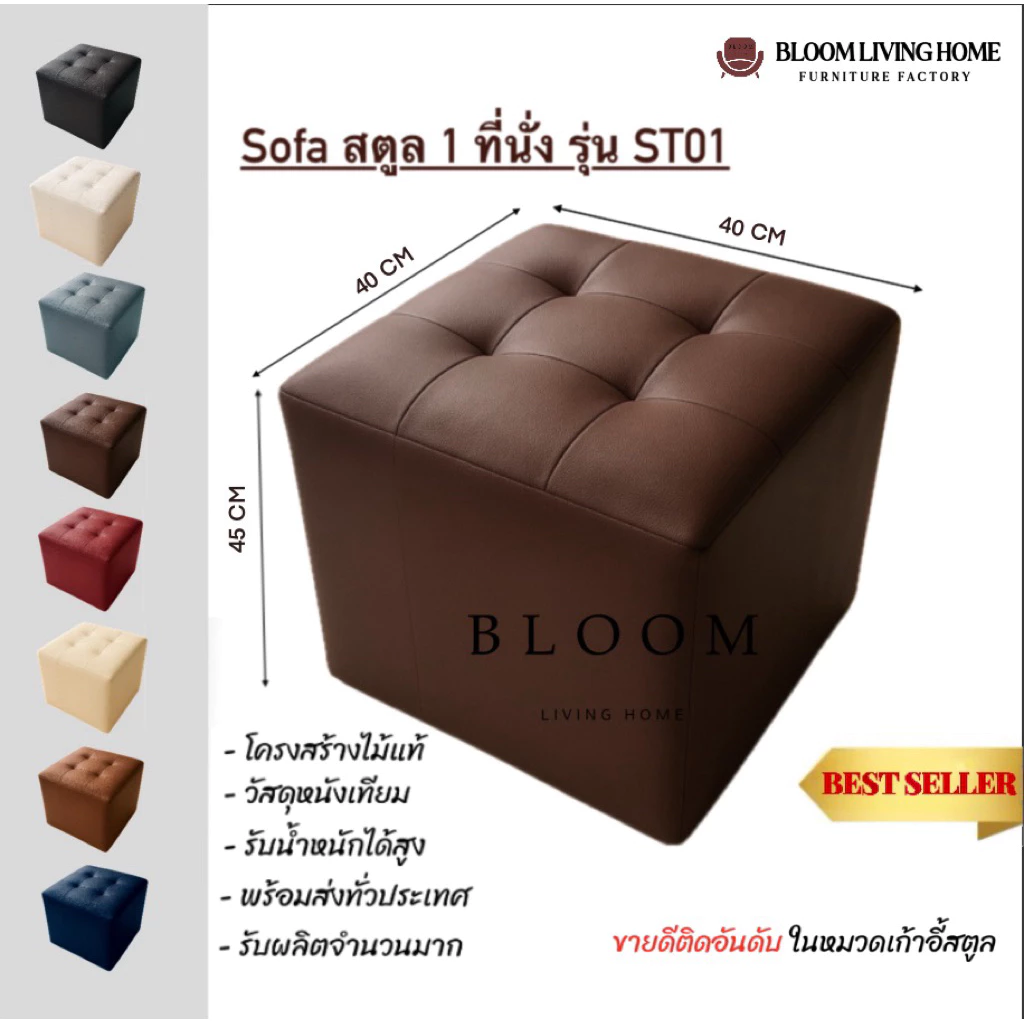 BLOOM
BLOOM LIVING HOME
FURNITURE FACTORY
Sofa สตูล 1 ที่นั่ง รุ่น ST01
40 CM
40 CM
45 CM
BLOOM
LIVING HOME
- โครงสร้างไม้แท้
- วัสดุหนังเทียม
- รับน้ำหนักได้สูง
- พร้อมส่งทั่วประเทศ
- รับผลิตจำนวนมาก
BEST SELLER
ขายดีติดอันดับ ในหมวดเก้าอี้สตูล